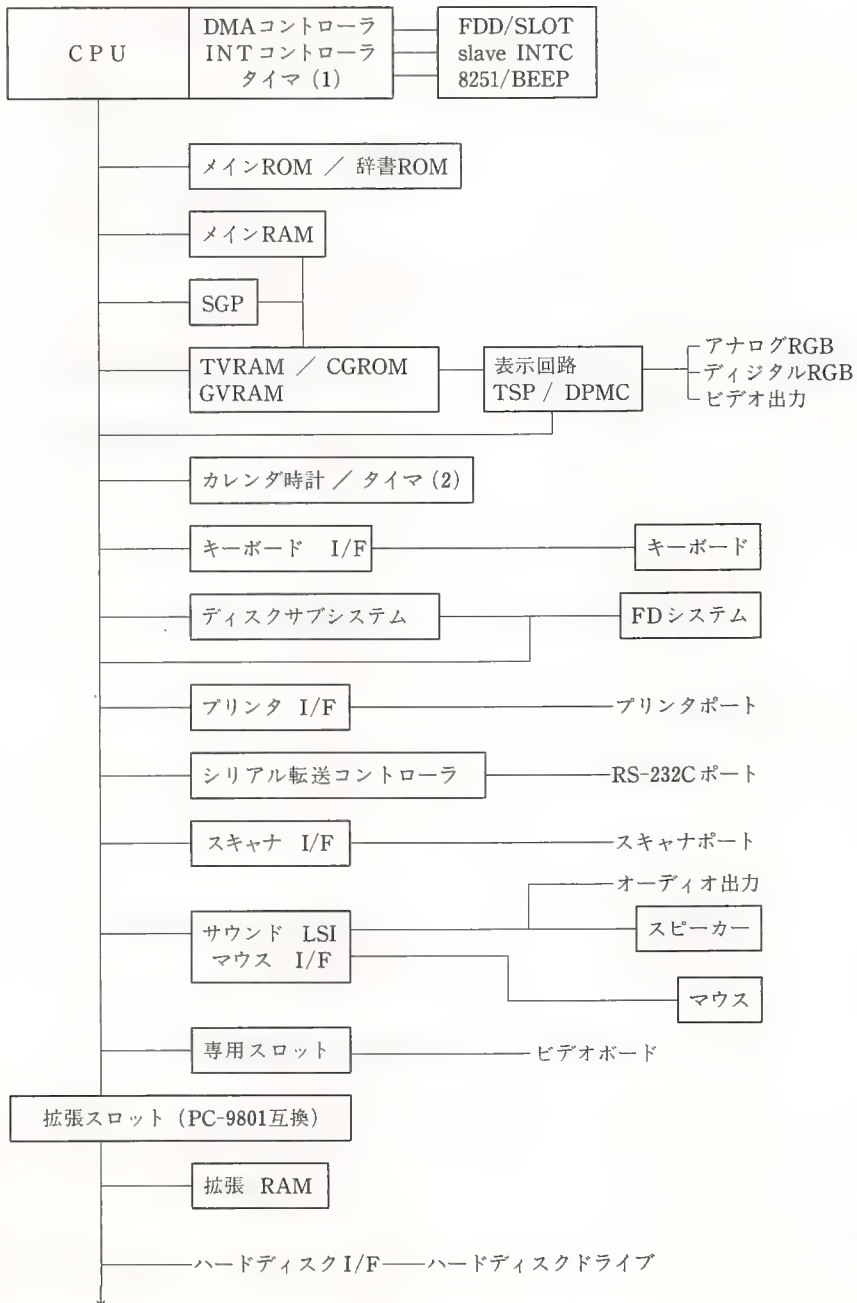 CPU
DMAコントローラ
INTコントローラ
タイマ (1)
FDD/SLOT
slave INTC
8251/BEEP
メインROM / 辞書ROM
メインRAM
SGP
TVRAM / CGROM
GVRAM
表示回路
TSP / DPMC
アナログRGB
ディジタルRGB
ビデオ出力
カレンダ時計 / タイマ (2)
キーボード I/F
キーボード
ディスクサブシステム
FDシステム
プリンタ I/F
プリンタポート
シリアル転送コントローラ
RS-232Cポート
スキャナ I/F
スキャナポート
オーディオ出力
サウンド LSI
マウス I/F
スピーカー
マウス
専用スロット
ビデオボード
拡張スロット (PC-9801互換)
拡張 RAM
ハードディスクI/F
ハードディスクドライブ